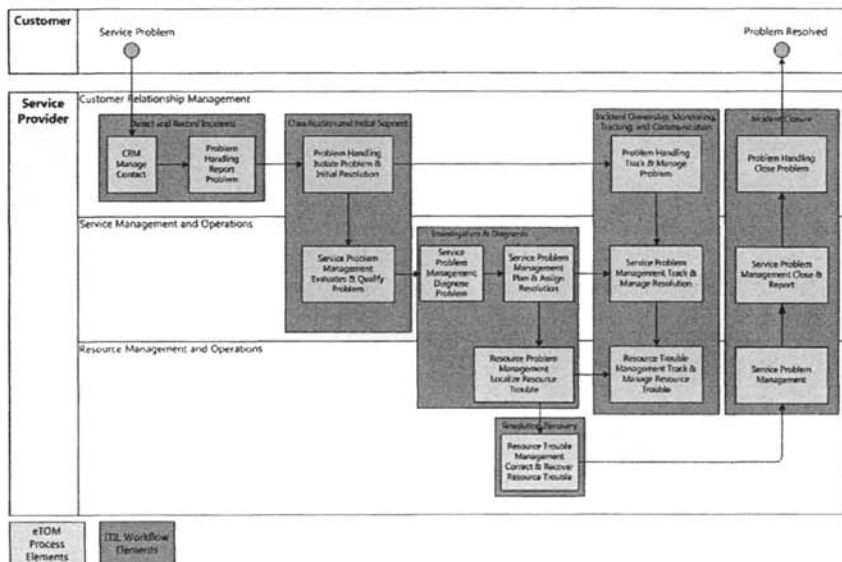 Customer
Service Problem
Problem Resolved
Service
Provider
Customer Relationship Management
Detect and Record Incidents
CRM
Manage
Contact
Problem
Handling
Report
Problem
Classification and Initial Support
Problem Handling
Isolate Problem &
Initial Resolution
Incident Ownership, Monitoring,
Tracking, and Communication
Problem Handling
Track & Manage
Problem
Incident Closure
Problem Handling
Close Problem
Service Management and Operations
Service Problem
Management
Evaluates & Qualify
Problem
Investigation & Diagnosis
Service
Problem
Management
Diagnose
Problem
Service Problem
Management
Plan & Assign
Resolution
Service Problem
Management Track &
Manage Resolution
Service Problem
Management Close &
Report
Resource Management and Operations
Resource Problem
Management
Localize Resource
Trouble
Resource Trouble
Management Track &
Manage Resource
Trouble
Service Problem
Management
Resolution Recovery
Resource Trouble
Management
Correct & Recover
Resource Trouble
eTOM
Process
Elements
ITIL Workflow
Elements